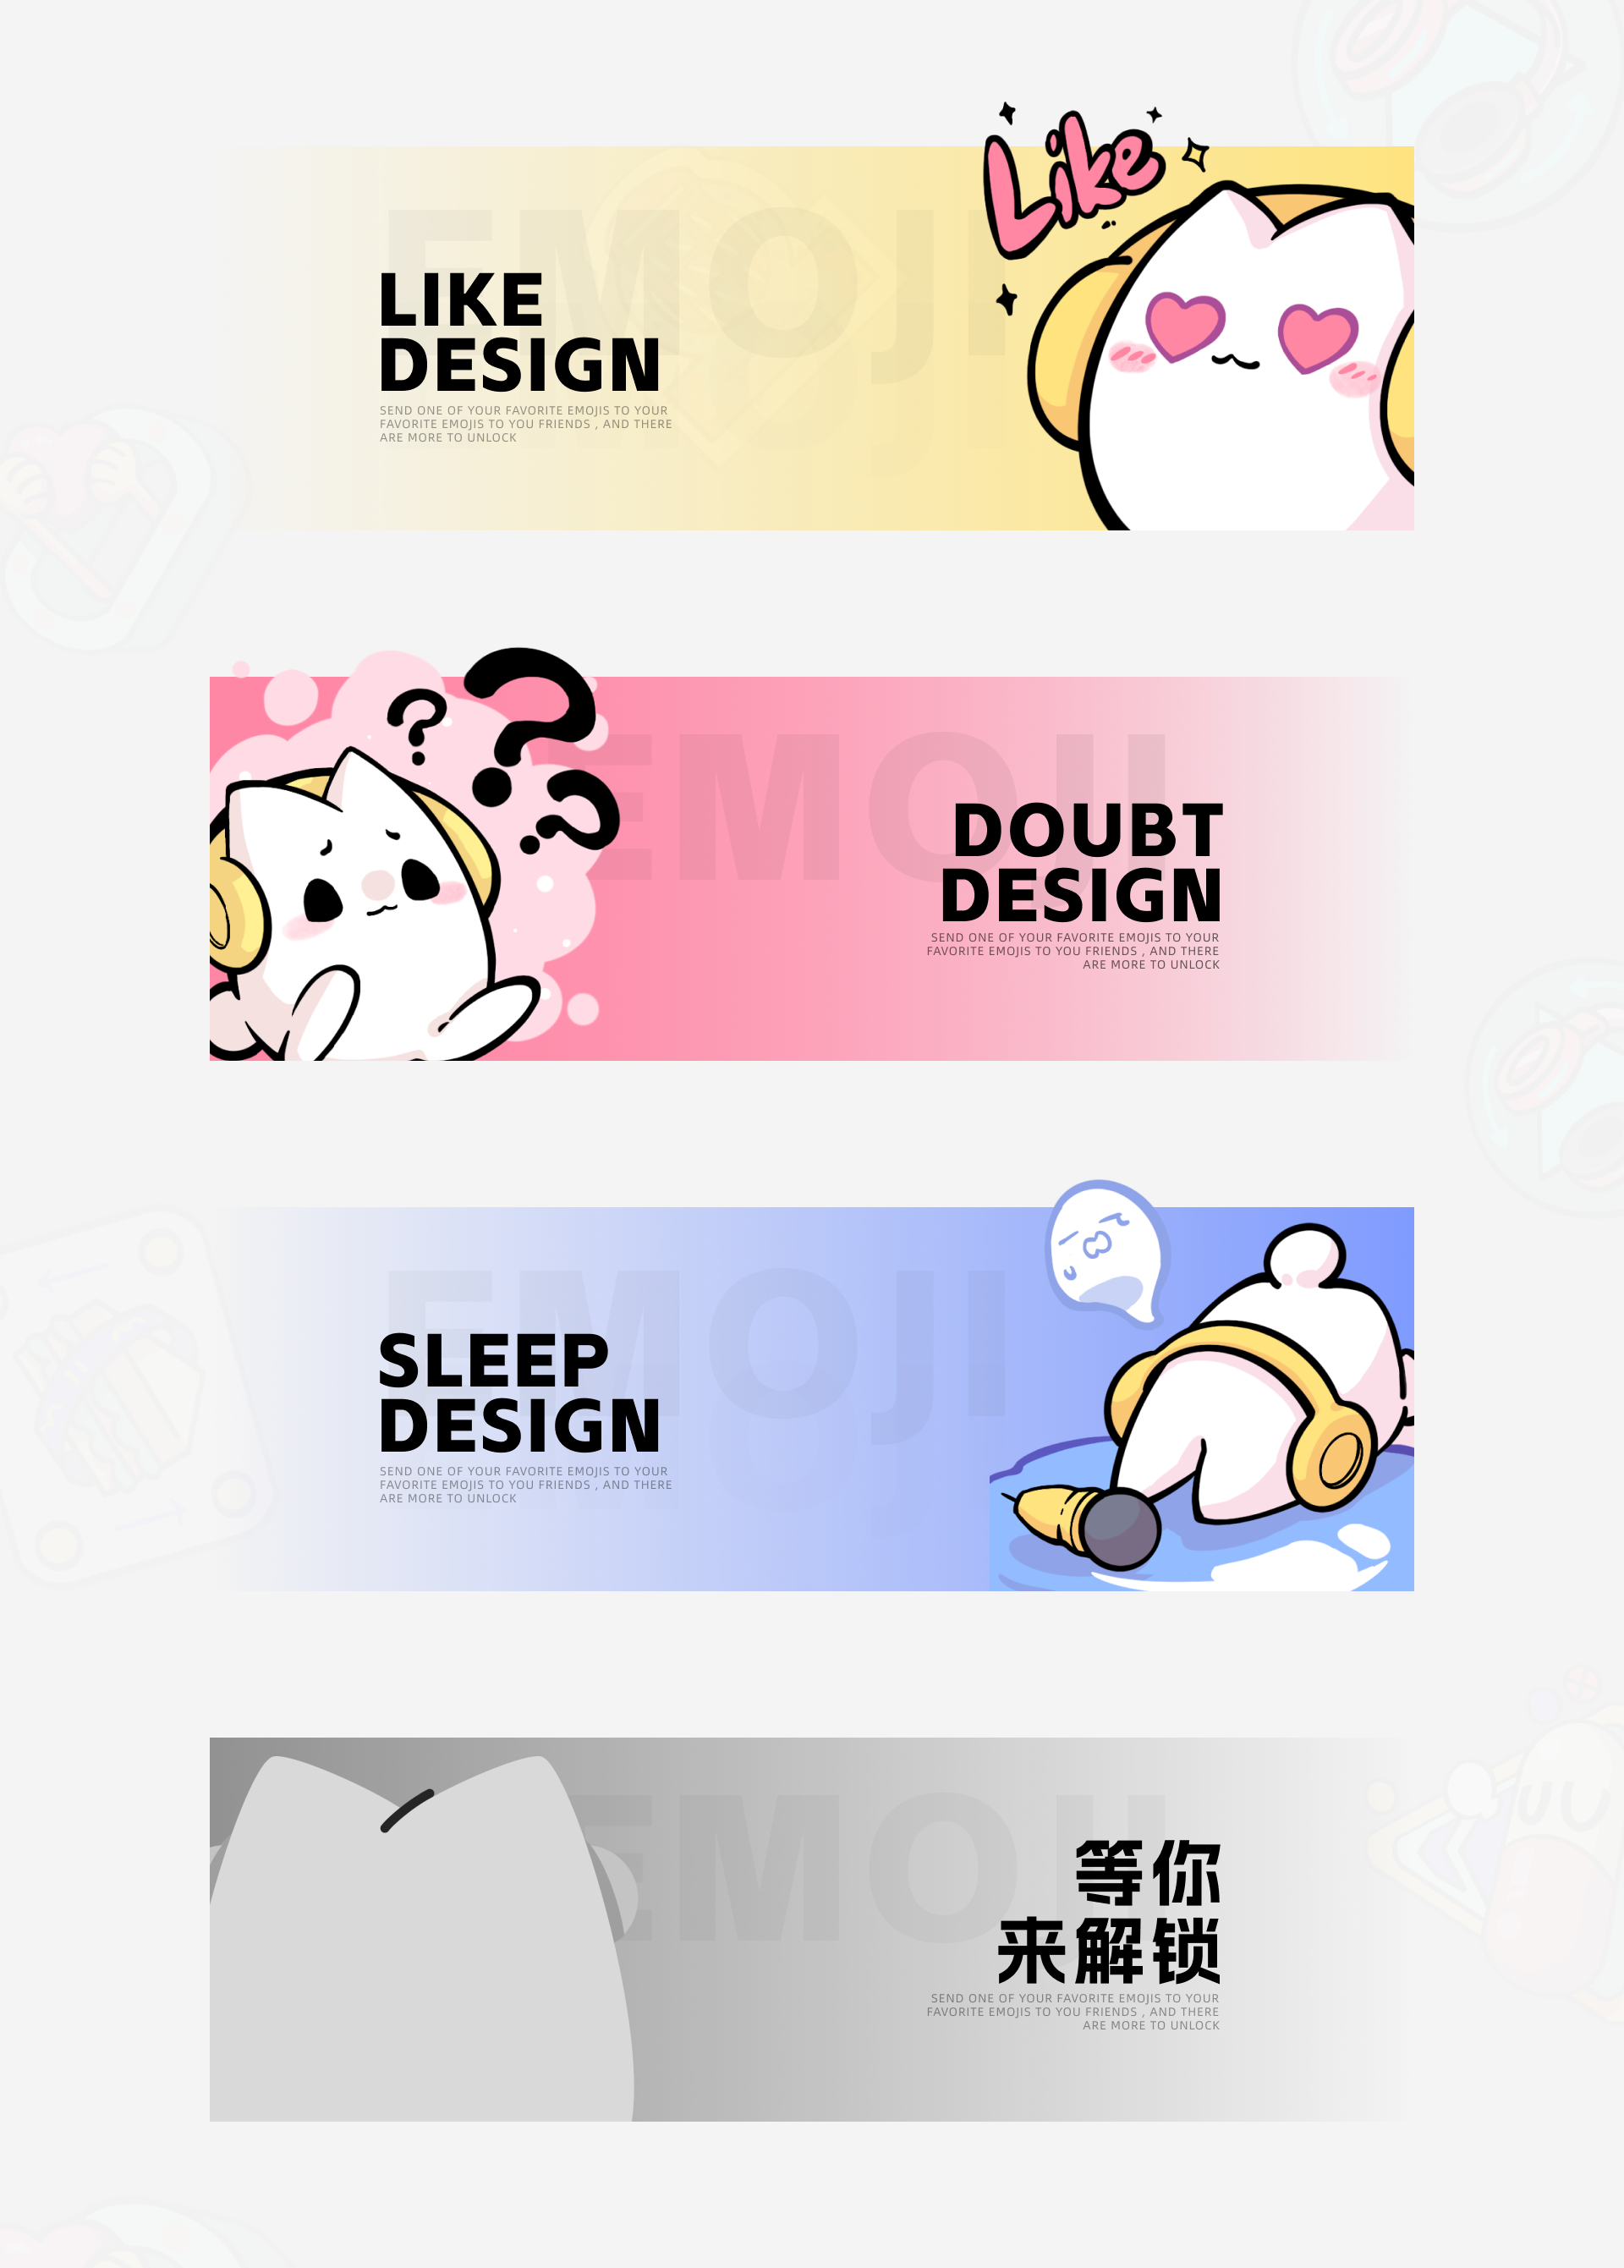 Like
EMOJI
LIKE
DESIGN
SEND ONE OF YOUR FAVORITE EMOJIS TO YOUR
FAVORITE EMOJIS TO YOU FRIENDS , AND THERE
ARE MORE TO UNLOCK
? ? ?
EMOJI
DOUBT
DESIGN
SEND ONE OF YOUR FAVORITE EMOJIS TO YOUR
FAVORITE EMOJIS TO YOU FRIENDS , AND THERE
ARE MORE TO UNLOCK
EMOJI
SLEEP
DESIGN
SEND ONE OF YOUR FAVORITE EMOJIS TO YOUR
FAVORITE EMOJIS TO YOU FRIENDS , AND THERE
ARE MORE TO UNLOCK
EMOJI
等你
来解锁
SEND ONE OF YOUR FAVORITE EMOJIS TO YOUR
FAVORITE EMOJIS TO YOU FRIENDS , AND THERE
ARE MORE TO UNLOCK